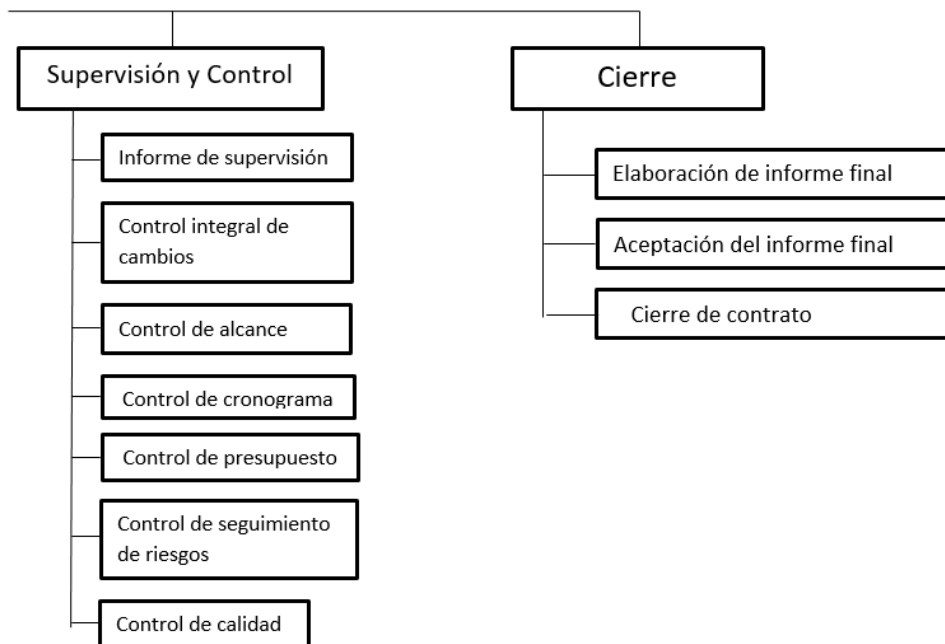 Supervisión y Control
Informe de supervisión
Control integral de
cambios
Control de alcance
Control de cronograma
Control de presupuesto
Control de seguimiento
de riesgos
Control de calidad
Cierre
Elaboración de informe final
Aceptación del informe final
Cierre de contrato